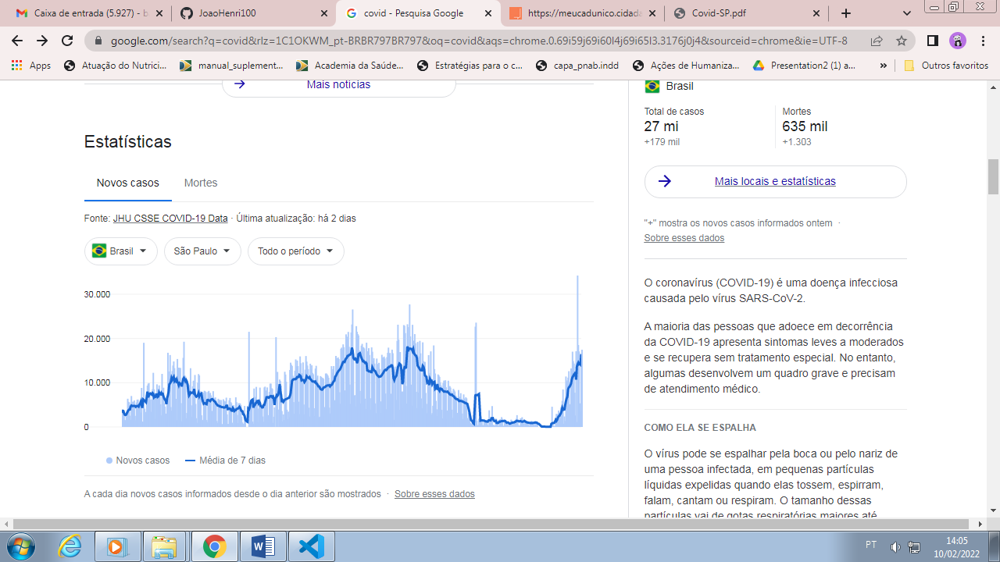 Caixa de entrada (5.927) - b
JoaoHenri100
covid - Pesquisa Google
https://meucadunico.cidada
Covid-SP.pdf
google.com/search?q=covid&rlz=1C1OKWM_pt-BRBR797BR797&oq=covid&aqs=chrome.0.69i59j69i60l4j69i65l3.3176j0j4&sourceid=chrome&ie=UTF-8
Apps
Atuação do Nutrici...
manual_suplement...
Academia da Saúde...
Estratégias para o c...
capa_pnab.indd
Ações de Humaniza...
Presentation2 (1) a...
»
Outros favoritos
Mais notícias
Estatísticas
Novos casos
Mortes
Fonte: JHU CSSE COVID-19 Data · Última atualização: há 2 dias
Brasil
São Paulo
Todo o período
30.000
20.000
10.000
0
Novos casos
Média de 7 dias
A cada dia novos casos informados desde o dia anterior são mostrados · Sobre esses dados
Brasil
Total de casos
27 mi
+179 mil
Mortes
635 mil
+1.303
Mais locais e estatísticas
"+" mostra os novos casos informados ontem ·
Sobre esses dados
O coronavírus (COVID-19) é uma doença infecciosa
causada pelo vírus SARS-CoV-2.
A maioria das pessoas que adoece em decorrência
da COVID-19 apresenta sintomas leves a moderados
e se recupera sem tratamento especial. No entanto,
algumas desenvolvem um quadro grave e precisam
de atendimento médico.
COMO ELA SE ESPALHA
O vírus pode se espalhar pela boca ou pelo nariz de
uma pessoa infectada, em pequenas partículas
líquidas expelidas quando elas tossem, espirram,
falam, cantam ou respiram. O tamanho dessas
partículas vai de gotas respiratórias maiores até
PT
14:05
10/02/2022